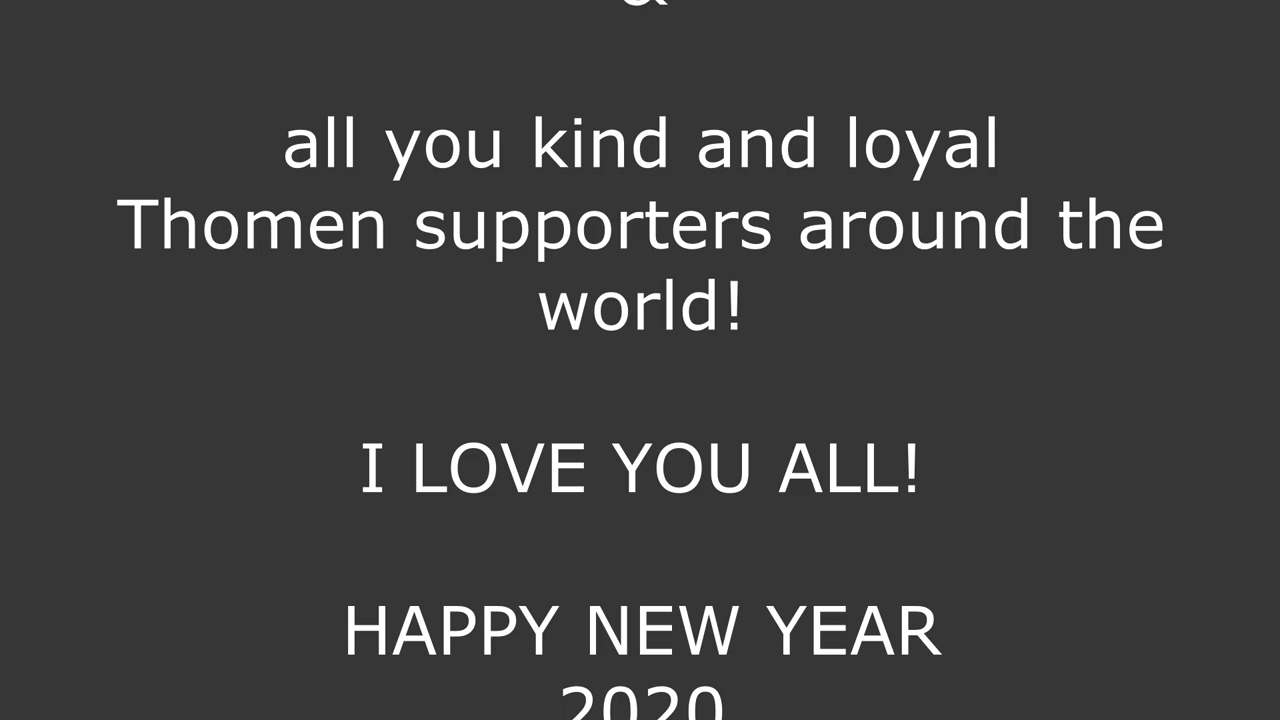 &
all you kind and loyal
Thomen supporters around the
world!
I LOVE YOU ALL!
HAPPY NEW YEAR
2020